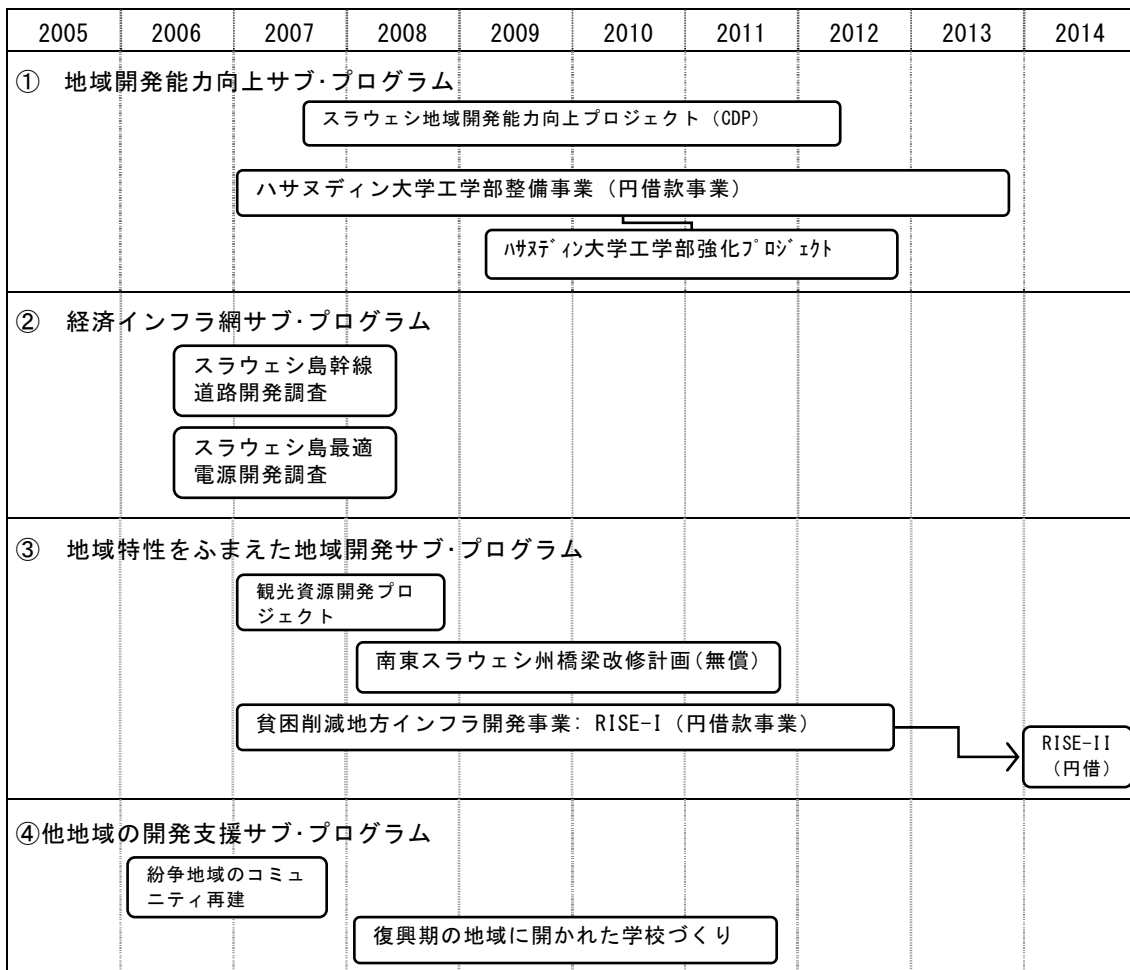 2005 2006 2007 2008 2009 2010 2011 2012 2013 2014
① 地域開発能力向上サブ･プログラム
スラウェシ地域開発能力向上プロジェクト（CDP）
ハサヌディン大学工学部整備事業（円借款事業）
ﾊｻﾇﾃﾞｨﾝ大学工学部強化ﾌﾟﾛｼﾞｪｸﾄ
② 経済インフラ網サブ･プログラム
スラウェシ島幹線
道路開発調査
スラウェシ島最適
電源開発調査
③ 地域特性をふまえた地域開発サブ･プログラム
観光資源開発プロ
ジェクト
南東スラウェシ州橋梁改修計画(無償)
貧困削減地方インフラ開発事業: RISE-I（円借款事業）
RISE-II
（円借）
④他地域の開発支援サブ･プログラム
紛争地域のコミュ
ニティ再建
復興期の地域に開かれた学校づくり